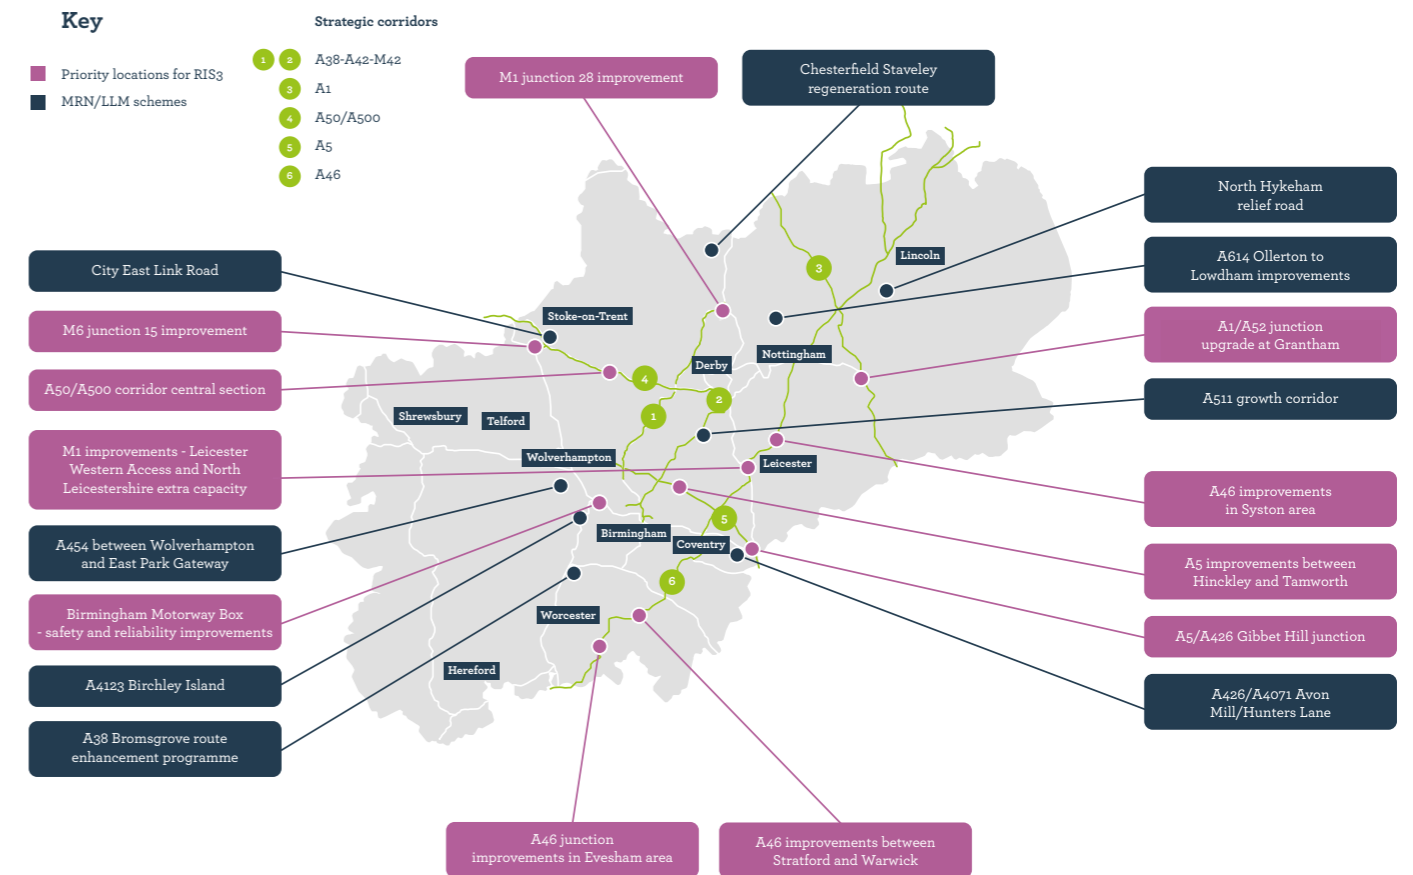 Key
Priority locations for RIS3
MRN/LLM schemes
Strategic corridors
1 2 A38-A42-M42
3 A1
4 A50/A500
5 A5
6 A46
M1 junction 28 improvement
Chesterfield Staveley
regeneration route
North Hykeham
relief road
A614 Ollerton to
Lowdham improvements
A1/A52 junction
upgrade at Grantham
A511 growth corridor
A46 improvements
in Syston area
A5 improvements between
Hinckley and Tamworth
A5/A426 Gibbet Hill junction
A426/A4071 Avon
Mill/Hunters Lane
City East Link Road
M6 junction 15 improvement
A50/A500 corridor central section
M1 improvements - Leicester
Western Access and North
Leicestershire extra capacity
A454 between Wolverhampton
and East Park Gateway
Birmingham Motorway Box
- safety and reliability improvements
A4123 Birchley Island
A38 Bromsgrove route
enhancement programme
A46 junction
improvements in Evesham area
A46 improvements between
Stratford and Warwick
Lincoln
3
Stoke-on-Trent
Nottingham
Derby
4
2
1
Shrewsbury
Telford
Wolverhampton
Leicester
5
Birmingham
Coventry
6
Worcester
Hereford